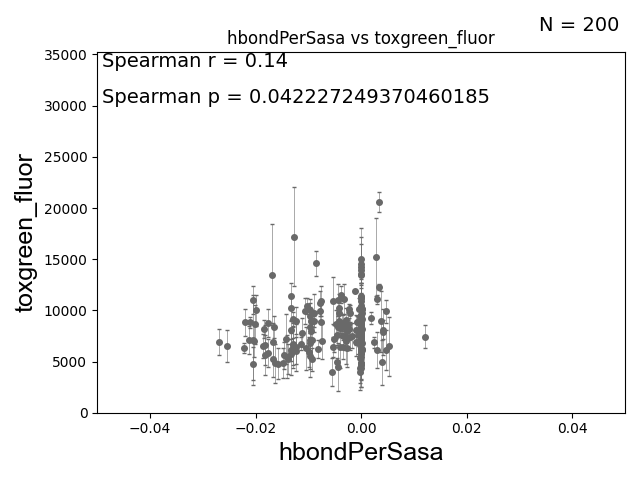 N = 200
hbondPerSasa vs toxgreen_fluor
Spearman r = 0.14
Spearman p = 0.042227249370460185
toxgreen_fluor
35000
30000
25000
20000
15000
10000
5000
0
−0.04 −0.02 0.00 0.02 0.04
hbondPerSasa